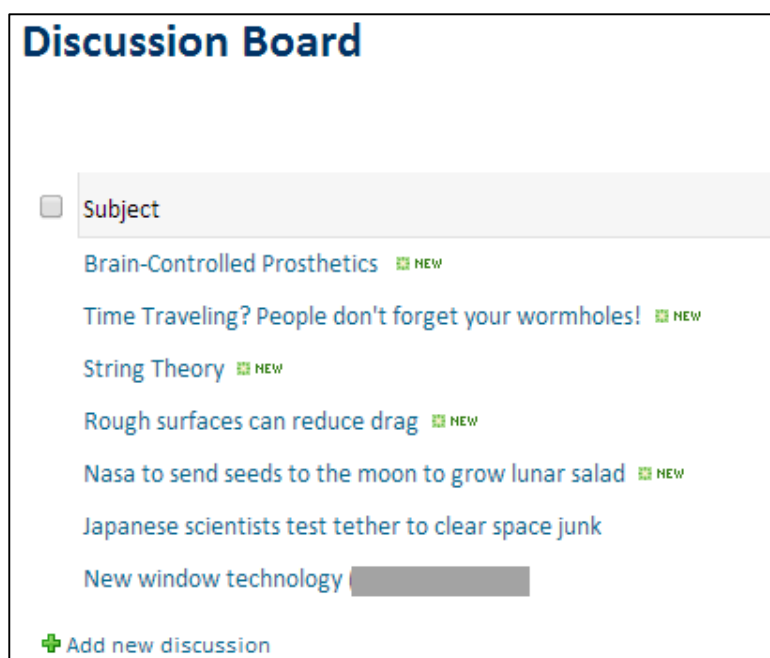 Discussion Board
Subject
Brain-Controlled Prosthetics NEW
Time Traveling? People don't forget your wormholes! NEW
String Theory NEW
Rough surfaces can reduce drag NEW
Nasa to send seeds to the moon to grow lunar salad NEW
Japanese scientists test tether to clear space junk
New window technology (
Add new discussion